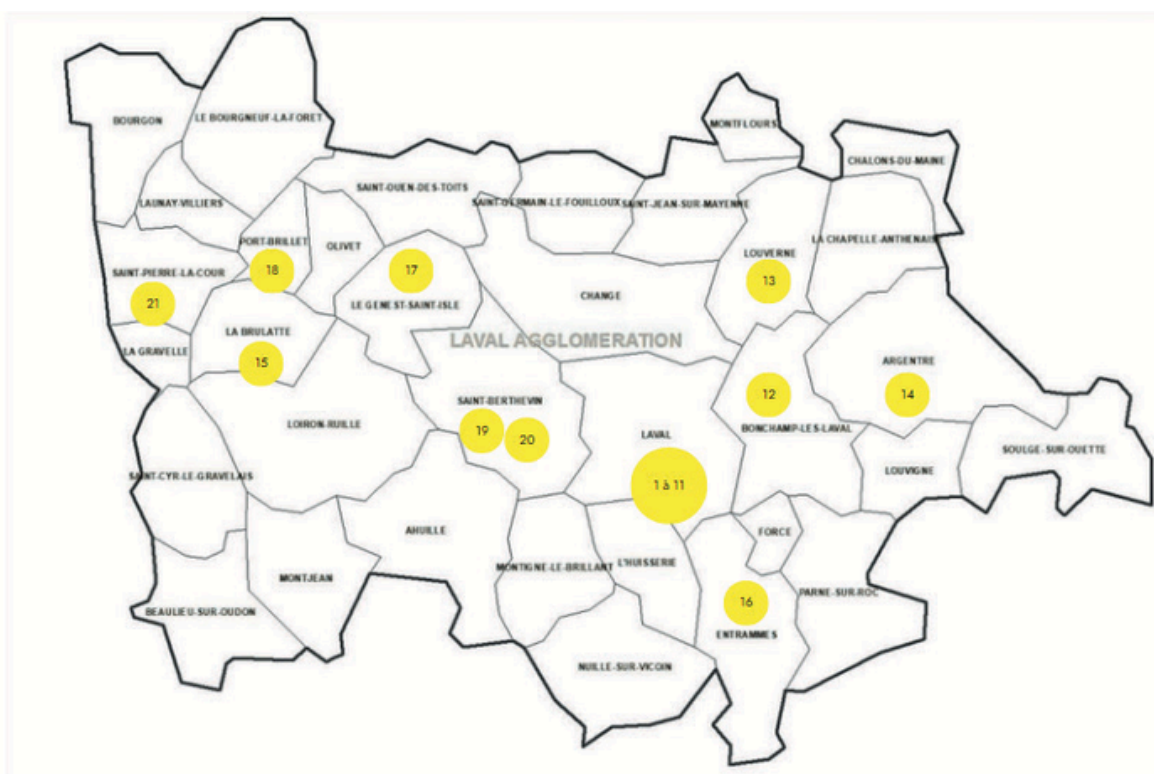 BOURGON
LE BOURGNEUF-LA-FORET
MONTFLOURS
CHALONS-DU-MAINE
LAUNAY-VILLIERS
SAINT-OUEN-DES-TOITS
SAINT-GERMAIN-LE-FOUILLOUX
SAINT-JEAN-SUR-MAYENNE
LA CHAPELLE-ANTHENAIS
PORT-BRILLET
OLIVET
LOUVERNE
SAINT-PIERRE-LA-COUR
18
17
13
21
LE GENEST-SAINT-ISLE
CHANGE
LA BRULATTE
LAVAL AGGLOMERATION
LA GRAVELLE
15
ARGENTRE
12
14
SAINT-BERTHEVIN
LOIRON-RUILLE
19
20
LAVAL
BONCHAMP-LES-LAVAL
SOULGE-SUR-OUETTE
SAINT-CYR-LE-GRAVELAIS
LOUVIGNE
1 à 11
AHUILLE
FORCE
MONTJEAN
MONTIGNE-LE-BRILLANT
L'HUISSERIE
PARNE-SUR-ROC
16
BEAULIEU-SUR-OUDON
ENTRAMMES
NUILLE-SUR-VICOIN